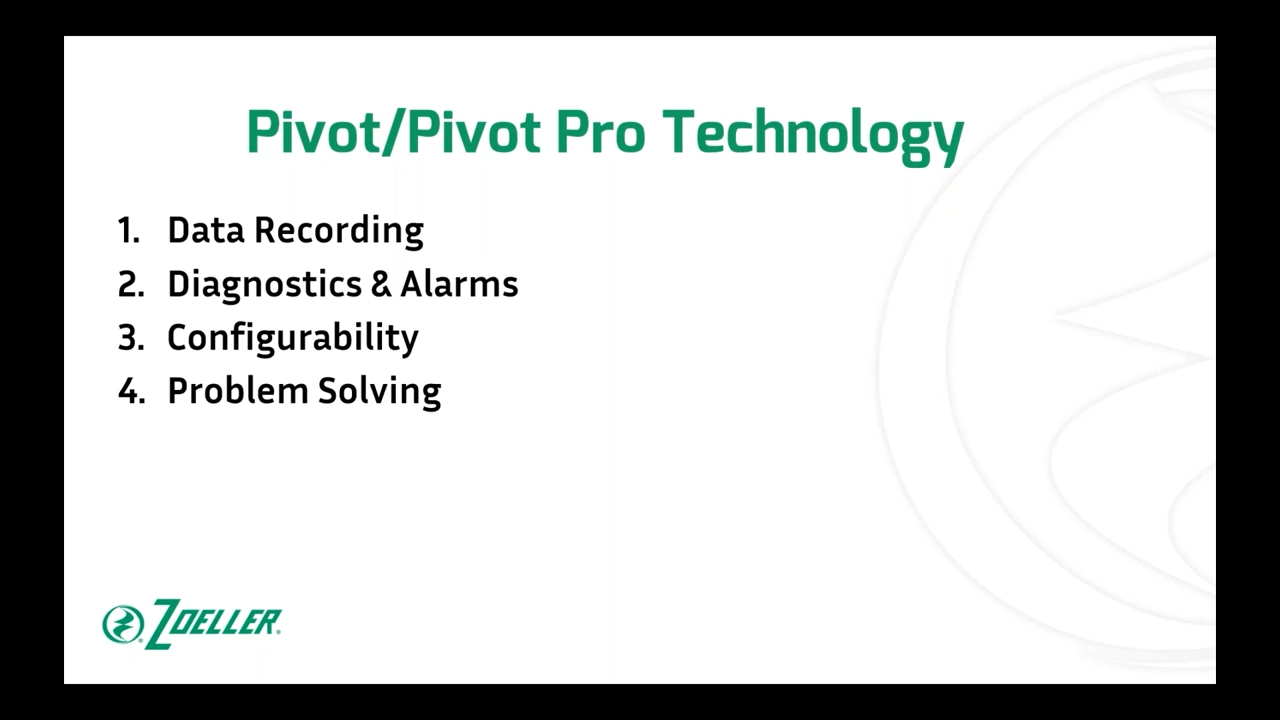 Pivot/Pivot Pro Technology
1. Data Recording
2. Diagnostics & Alarms
3. Configurability
4. Problem Solving
ZOELLER